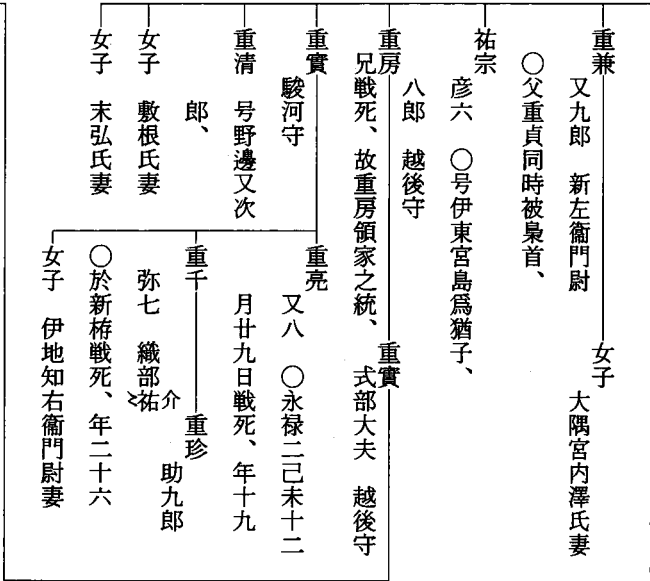 重兼
又九郎　新左衞門尉
〇父重貞同時被梟首、
女子
大隅宮内澤氏妻
祐宗
彦六　〇号伊東宮島爲猶子、
重房
八郎　越後守
兄戦死、故重房領家之統、
重實
式部大夫　越後守
重實
駿河守
重亮
又八　〇永禄二己未十二
月廿九日戦死、年十九
重千
弥七　織部祐介
〇於新栫戦死、年二十六
重珍
助九郎
女子　伊地知右衞門尉妻
重清　号野邊又次
郎、
女子　敷根氏妻
女子　末弘氏妻